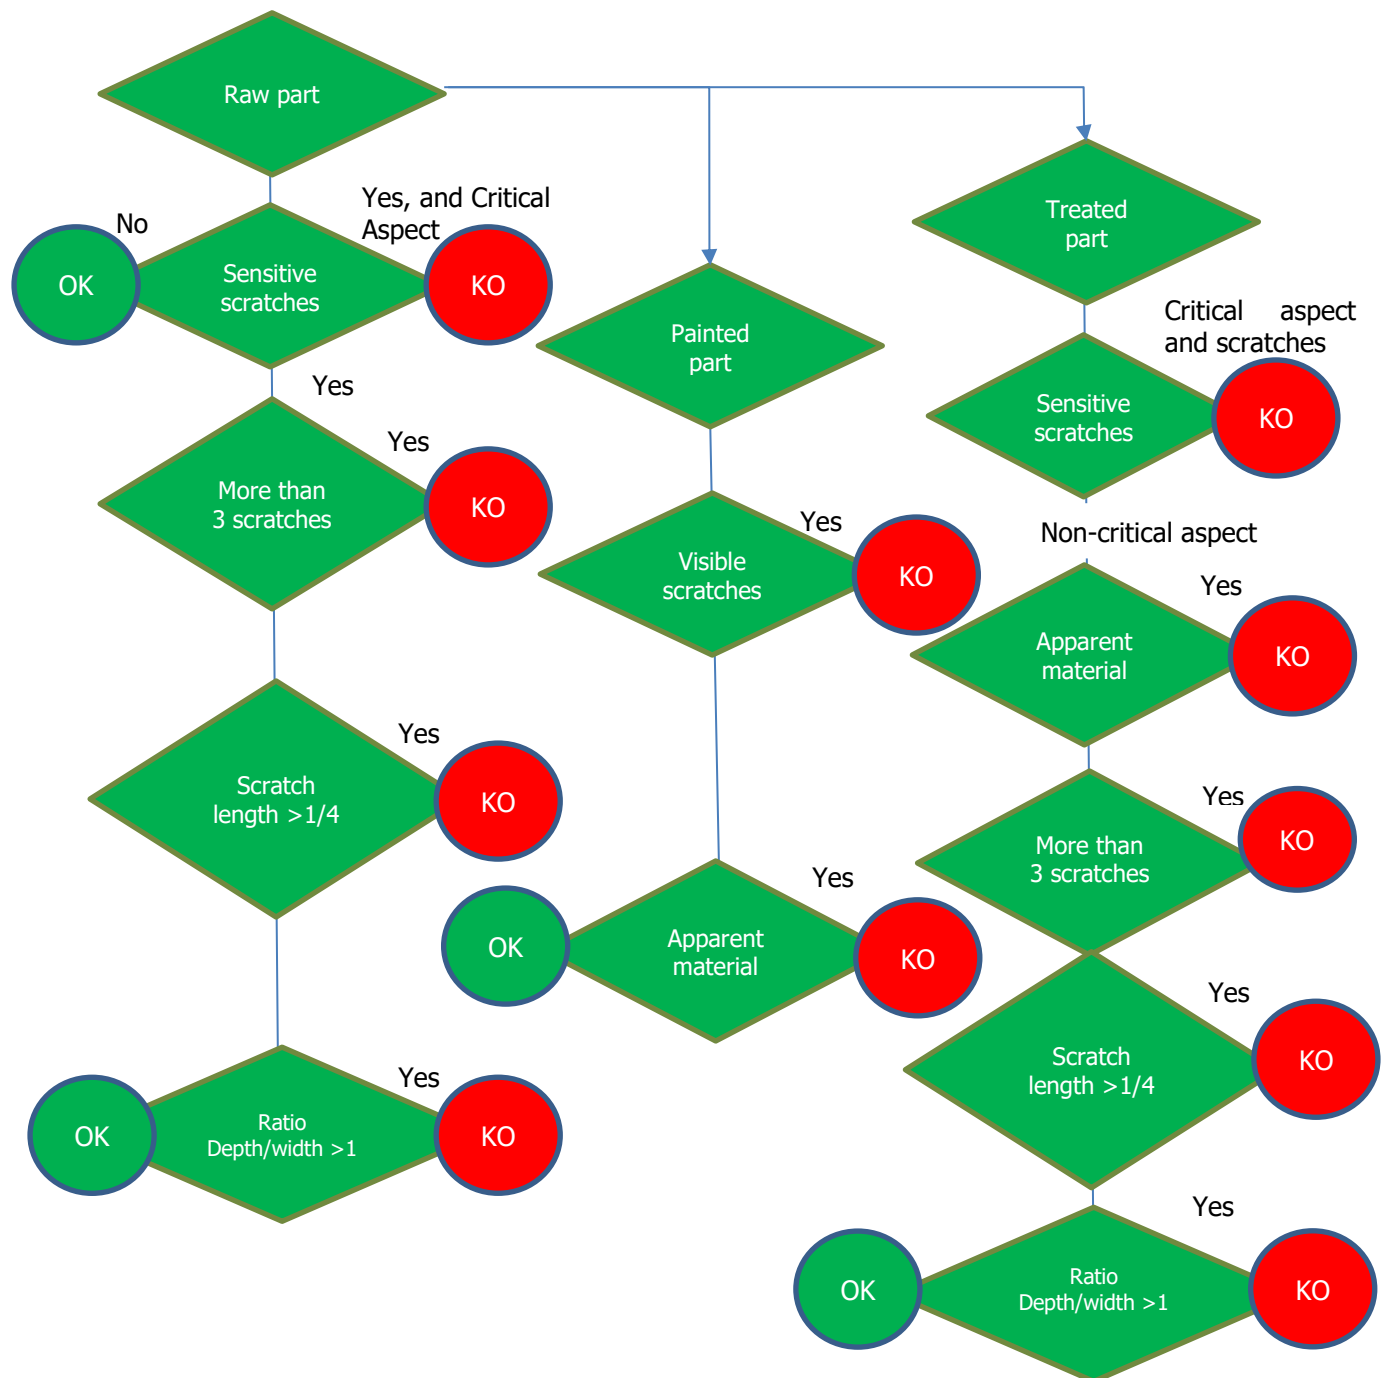 Raw part
No
Yes, and Critical
Aspect
OK
Sensitive
scratches
KO
Yes
More than
3 scratches
Yes
KO
Scratch
length >1/4
Yes
KO
OK
Ratio
Depth/width >1
Yes
KO
Painted
part
Visible
scratches
Yes
KO
OK
Apparent
material
Yes
KO
Treated
part
Critical aspect
and scratches
Sensitive
scratches
KO
Non-critical aspect
Apparent
material
Yes
KO
More than
3 scratches
Yes
KO
Scratch
length >1/4
Yes
KO
OK
Ratio
Depth/width >1
Yes
KO